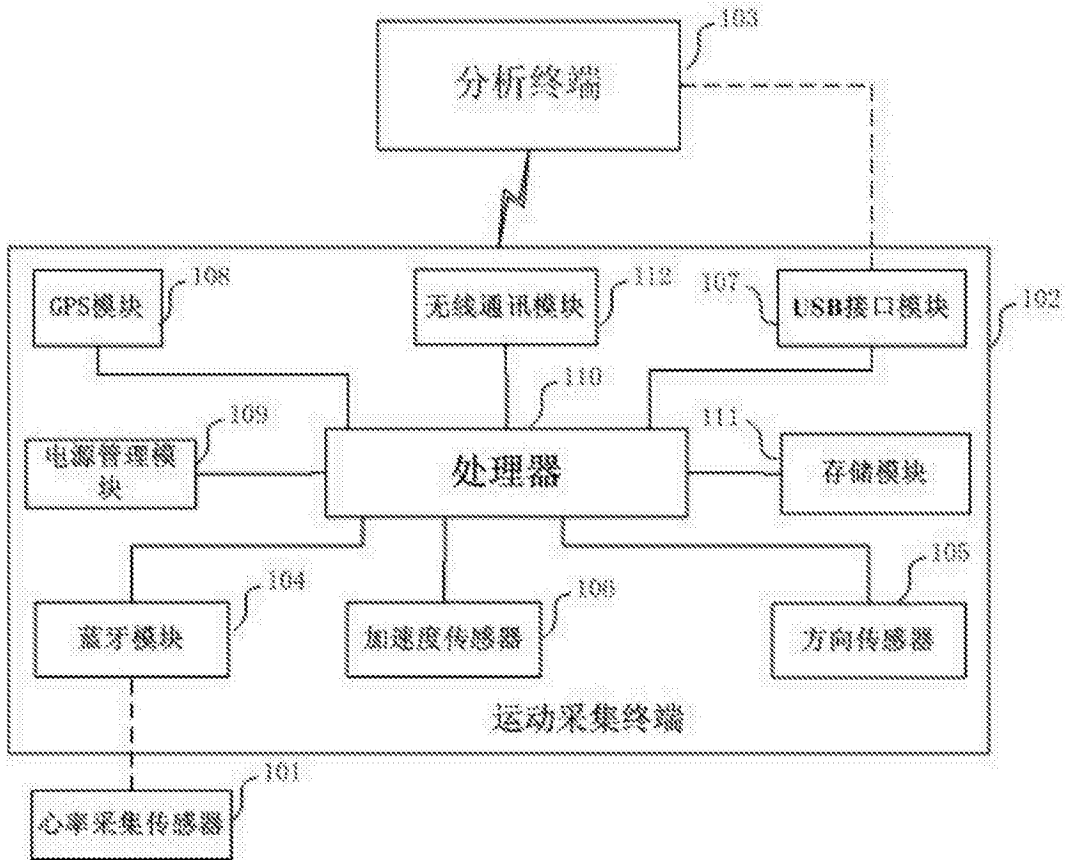 103
分析终端
108
GPS模块
112
无线通讯模块
107
USB接口模块
102
110
109
电源管理模
块
处理器
111
存储模块
104
蓝牙模块
106
加速度传感器
105
方向传感器
运动采集终端
101
心率采集传感器